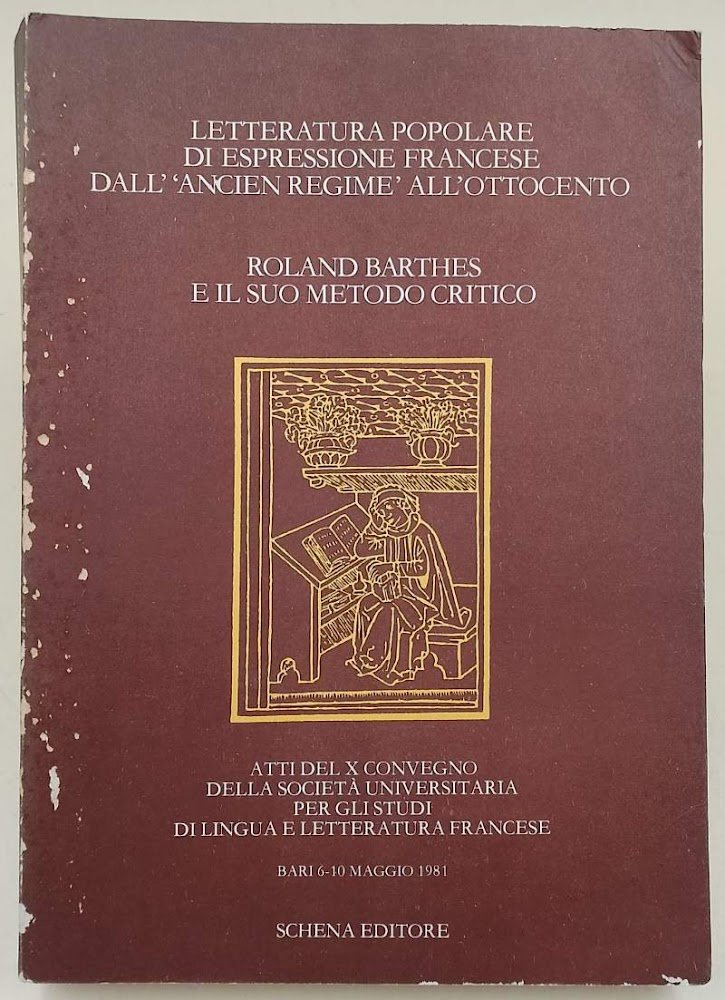 LETTERATURA POPOLARE
DI ESPRESSIONE FRANCESE
DALL' ‘ANCIEN REGIME’ ALL'OTTOCENTO
ROLAND BARTHES
E IL SUO METODO CRITICO
ATTI DEL X CONVEGNO
DELLA SOCIETÀ UNIVERSITARIA
PER GLI STUDI
DI LINGUA E LETTERATURA FRANCESE
BARI 6-10 MAGGIO 1981
SCHENA EDITORE